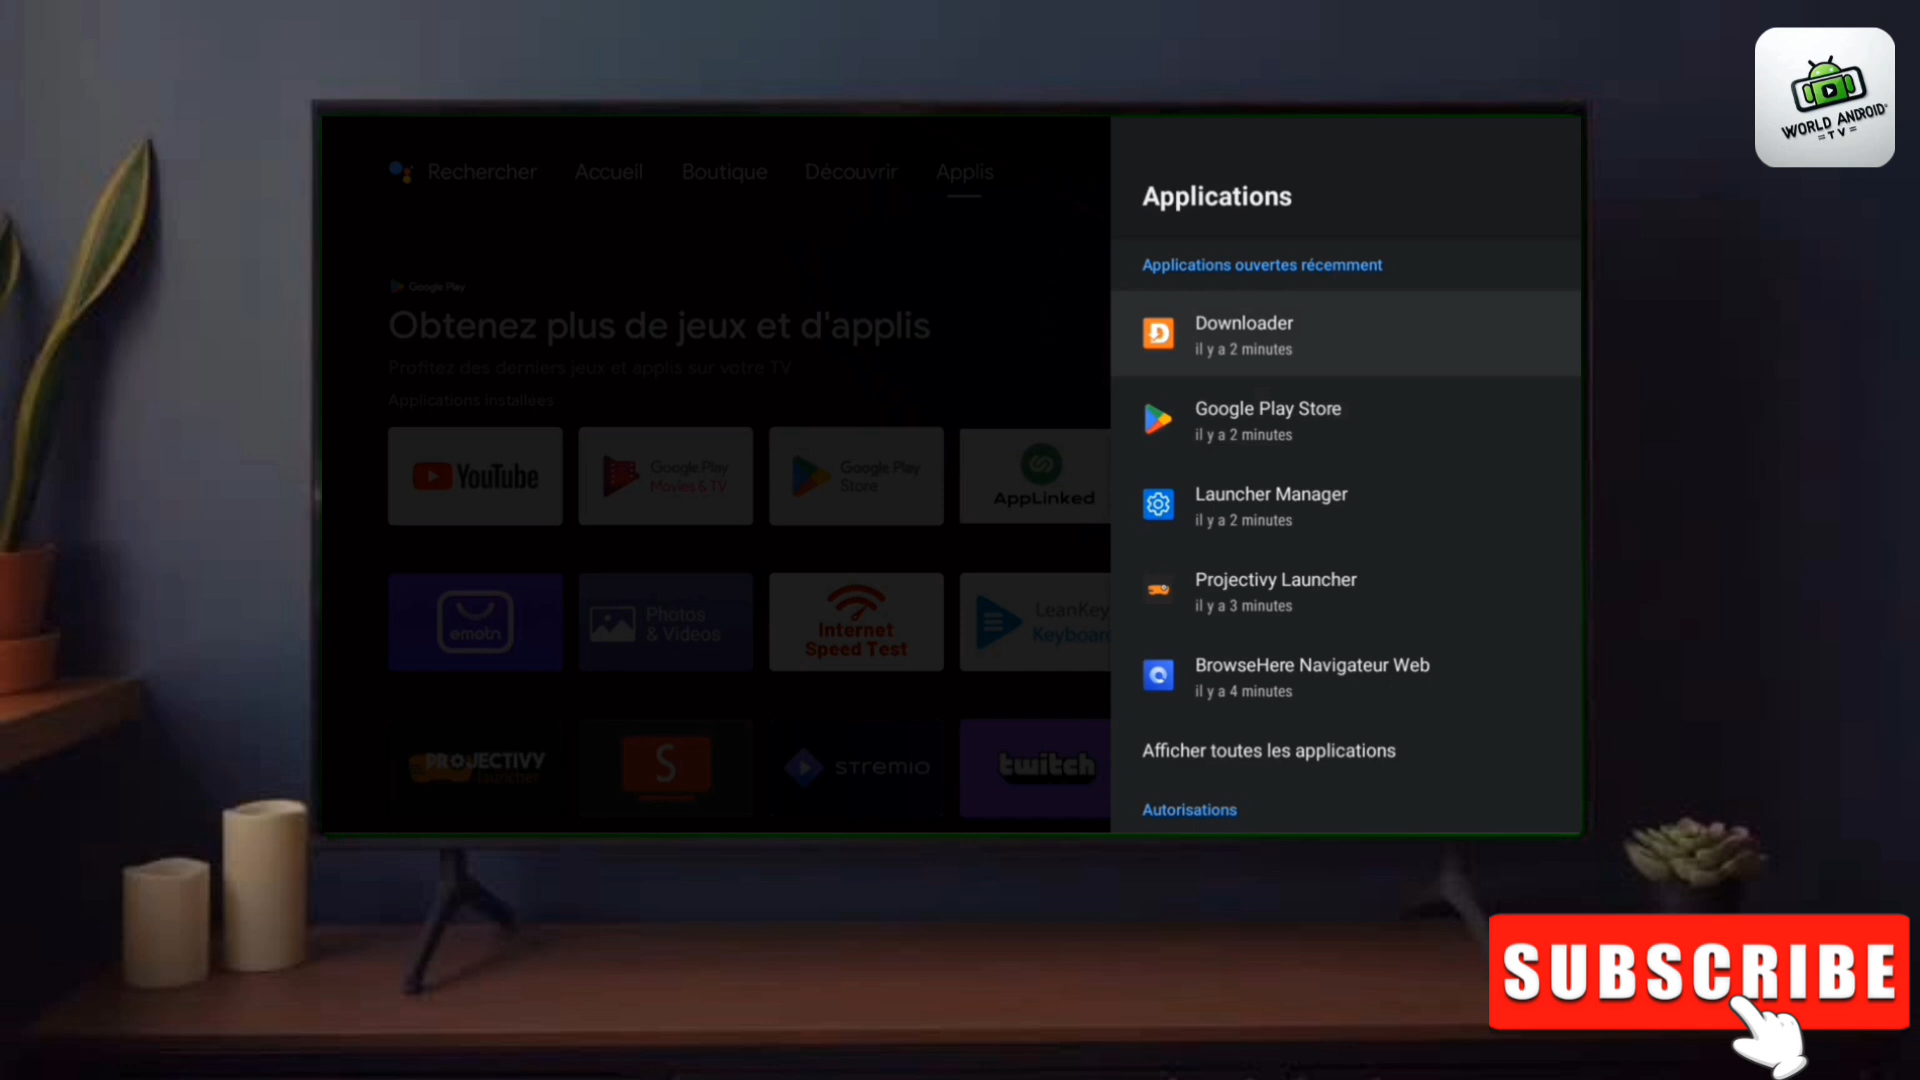 WORLD ANDROID
= TV =
Rechercher Accueil Boutique Découvrir Applis
Google Play
Obtenez plus de jeux et d'applis
Profitez des derniers jeux et applis sur votre TV
Applications installées
YouTube
Google Play
Movies & TV
Google Play
Store
AppLinked
emotn
Photos
& Videos
Internet
Speed Test
LeanKey
Keyboard
PROJECTIVY
launcher
S
STREMIO
twitch
Applications
Applications ouvertes récemment
Downloader
il y a 2 minutes
Google Play Store
il y a 2 minutes
Launcher Manager
il y a 2 minutes
Projectivy Launcher
il y a 3 minutes
BrowseHere Navigateur Web
il y a 4 minutes
Afficher toutes les applications
Autorisations
SUBSCRIBE